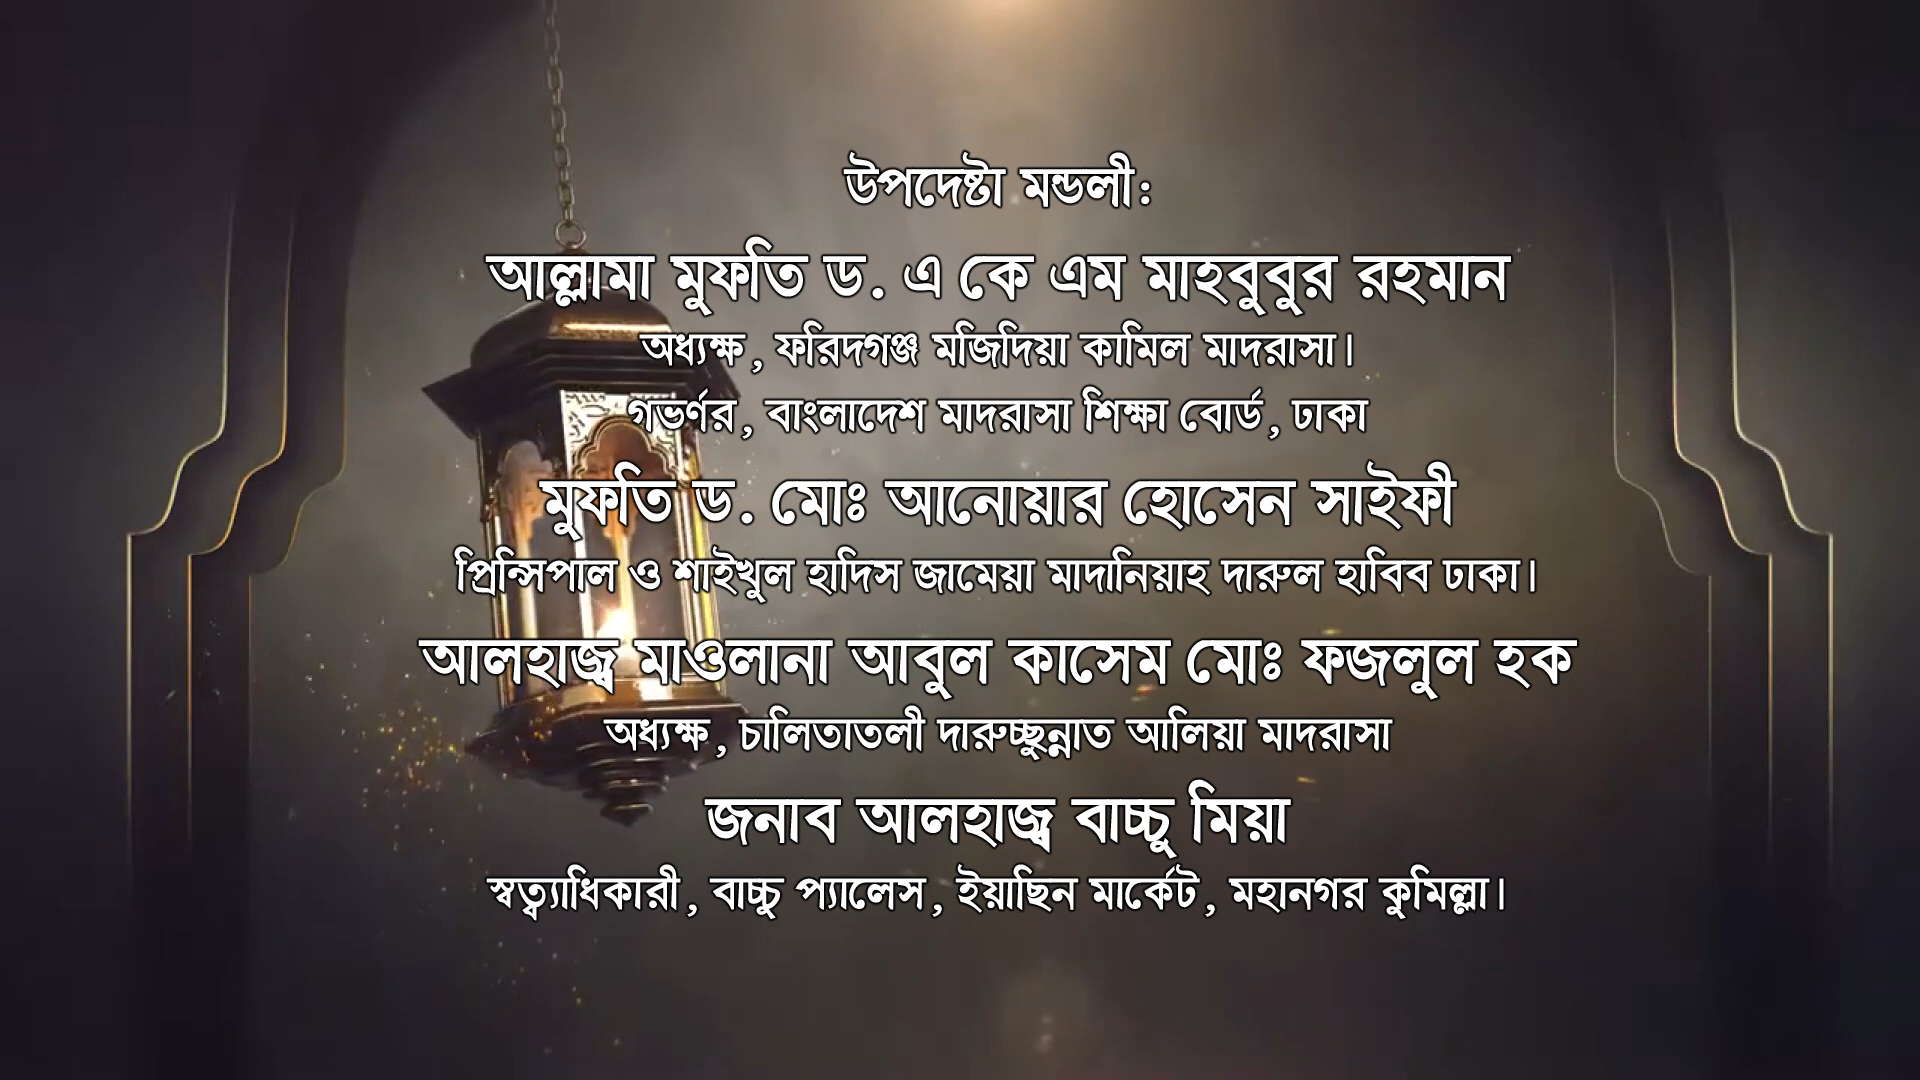 উপদেষ্টা মন্ডলী:
আল্লামা মুফতি ড. এ কে এম মাহবুবুর রহমান
অধ্যক্ষ, ফরিদগঞ্জ মজিদিয়া কামিল মাদরাসা।
গভর্ণর, বাংলাদেশ মাদরাসা শিক্ষা বোর্ড, ঢাকা
মুফতি ড. মোঃ আনোয়ার হোসেন সাইফী
প্রিন্সিপাল ও শাইখুল হাদিস জামেয়া মাদানিয়াহ দারুল হাবিব ঢাকা।
আলহাজ্ব মাওলানা আবুল কাসেম মোঃ ফজলুল হক
অধ্যক্ষ, চালিতাতলী দারুচ্ছুন্নাত আলিয়া মাদরাসা
জনাব আলহাজ্ব বাচ্চু মিয়া
স্বত্ব্যাধিকারী, বাচ্চু প্যালেস, ইয়াছিন মার্কেট, মহানগর কুমিল্লা।